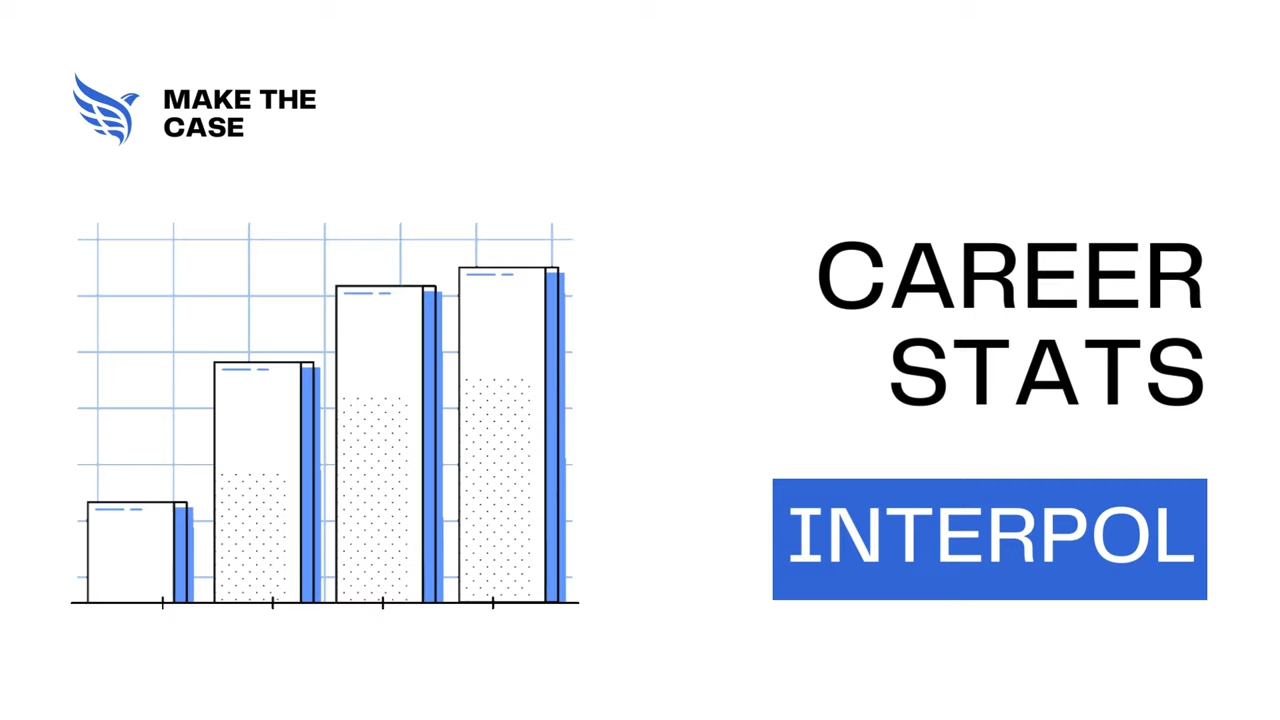 MAKE THE
CASE
CAREER
STATS
INTERPOL